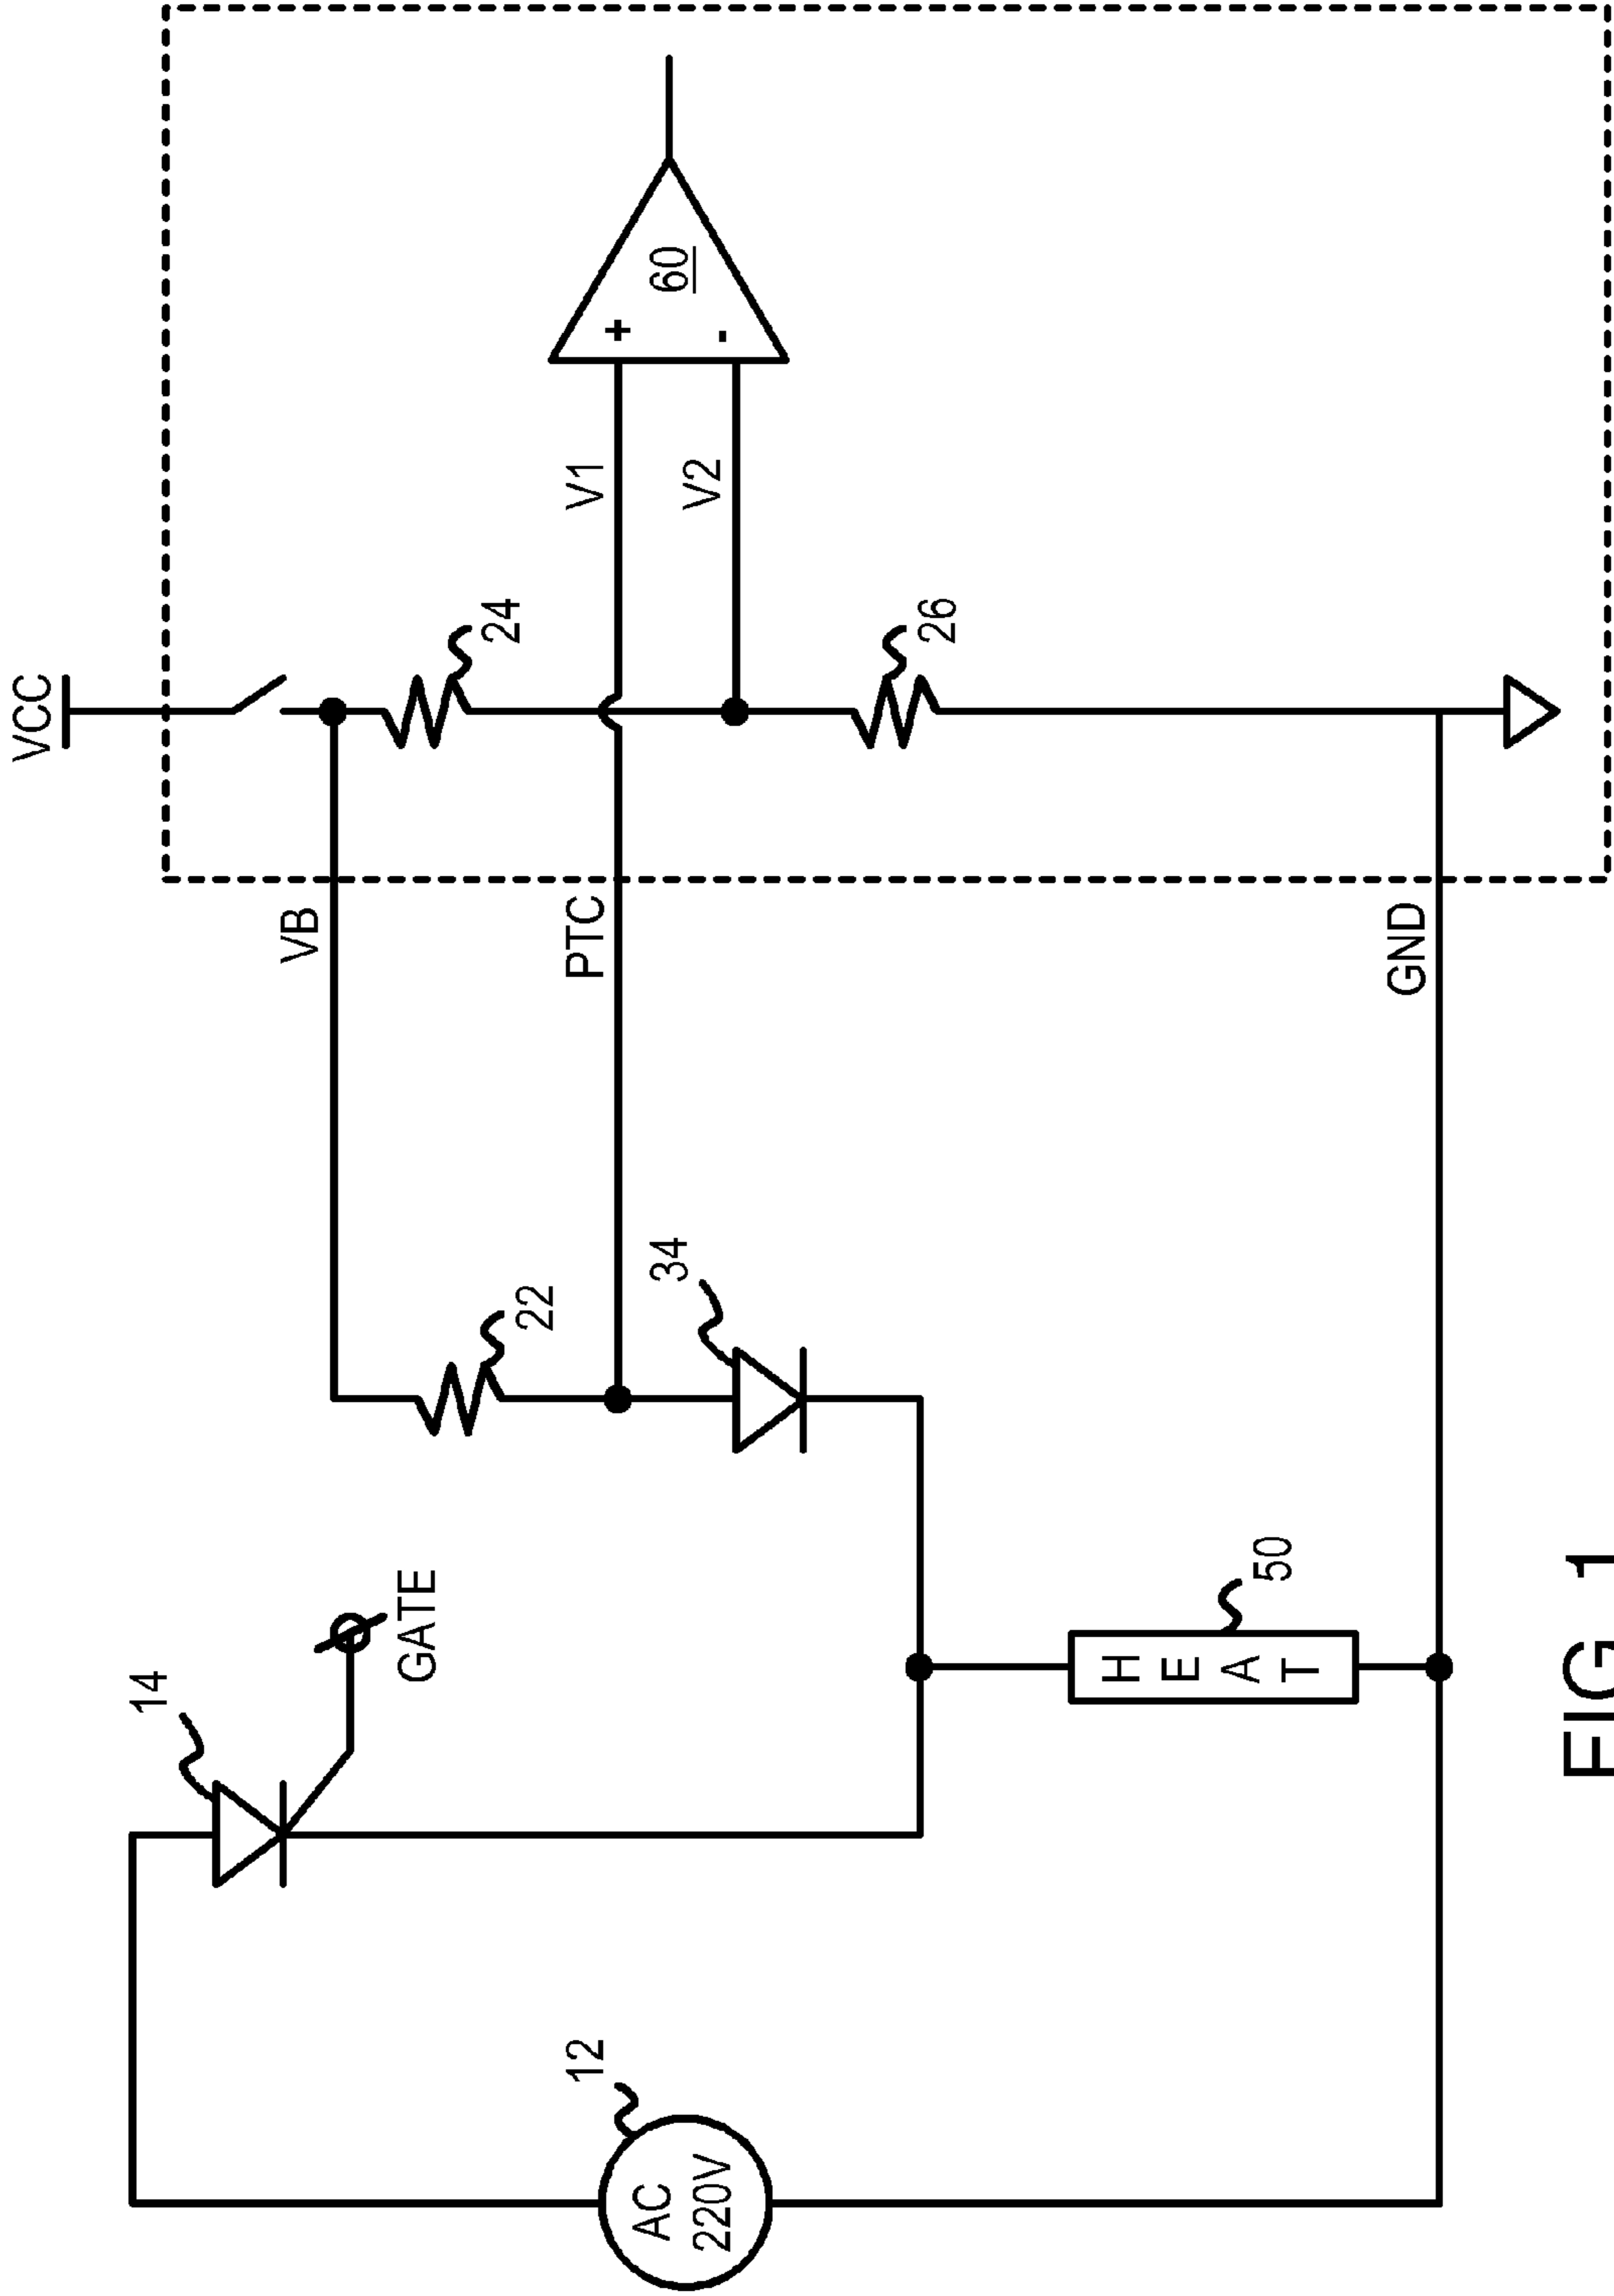 VCC
14
GATE
VB
24
22
PTC
V1
+
60
34
V2
-
12
AC
220V
26
HEAT
50
GND
FIG. 1